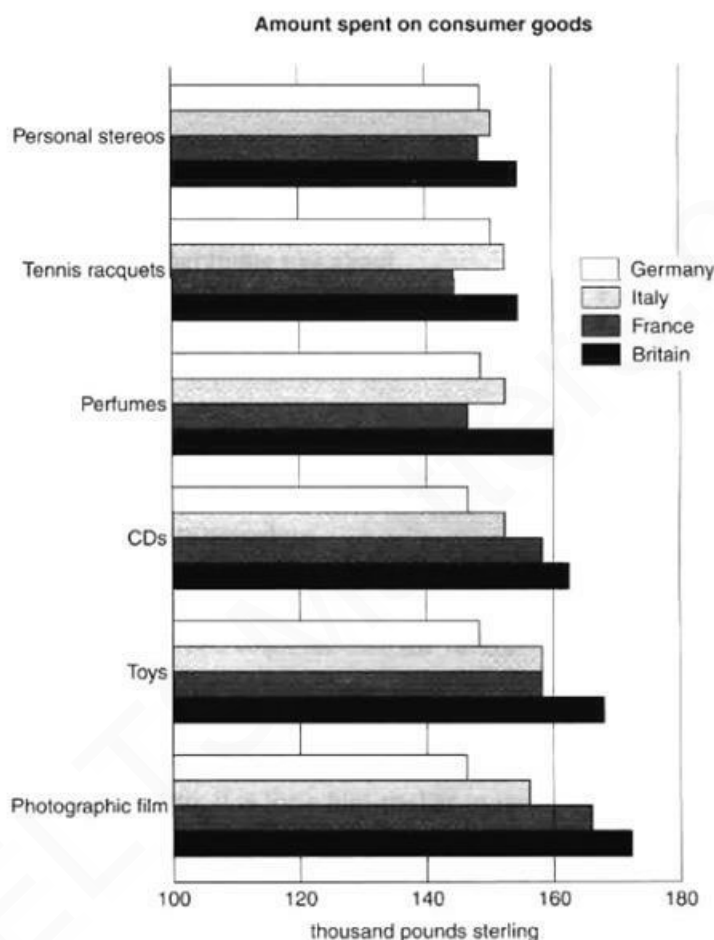 Amount spent on consumer goods
Personal stereos
Tennis racquets
Perfumes
CDs
Toys
Photographic film
Germany
Italy
France
Britain
100 120 140 160 180
thousand pounds sterling